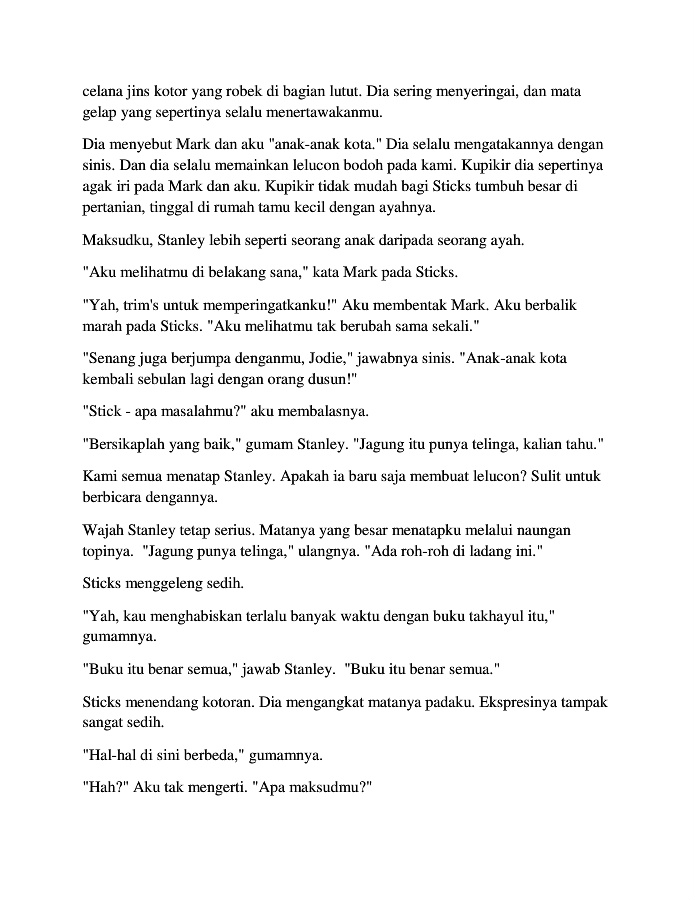 celana jins kotor yang robek di bagian lutut. Dia sering menyeringai, dan mata
gelap yang sepertinya selalu menertawakanmu.
Dia menyebut Mark dan aku "anak-anak kota." Dia selalu mengatakannya dengan
sinis. Dan dia selalu memainkan lelucon bodoh pada kami. Kupikir dia sepertinya
agak iri pada Mark dan aku. Kupikir tidak mudah bagi Sticks tumbuh besar di
pertanian, tinggal di rumah tamu kecil dengan ayahnya.
Maksudku, Stanley lebih seperti seorang anak daripada seorang ayah.
"Aku melihatmu di belakang sana," kata Mark pada Sticks.
"Yah, trim's untuk memperingatkanku!" Aku membentak Mark. Aku berbalik
marah pada Sticks. "Aku melihatmu tak berubah sama sekali."
"Senang juga berjumpa denganmu, Jodie," jawabnya sinis. "Anak-anak kota
kembali sebulan lagi dengan orang dusun!"
"Stick - apa masalahmu?" aku membalasnya.
"Bersikaplah yang baik," gumam Stanley. "Jagung itu punya telinga, kalian tahu."
Kami semua menatap Stanley. Apakah ia baru saja membuat lelucon? Sulit untuk
berbicara dengannya.
Wajah Stanley tetap serius. Matanya yang besar menatapku melalui naungan
topinya.  "Jagung punya telinga," ulangnya. "Ada roh-roh di ladang ini."
Sticks menggeleng sedih.
"Yah, kau menghabiskan terlalu banyak waktu dengan buku takhayul itu,"
gumamnya.
"Buku itu benar semua," jawab Stanley.  "Buku itu benar semua."
Sticks menendang kotoran. Dia mengangkat matanya padaku. Ekspresinya tampak
sangat sedih.
"Hal-hal di sini berbeda," gumamnya.
"Hah?" Aku tak mengerti. "Apa maksudmu?"